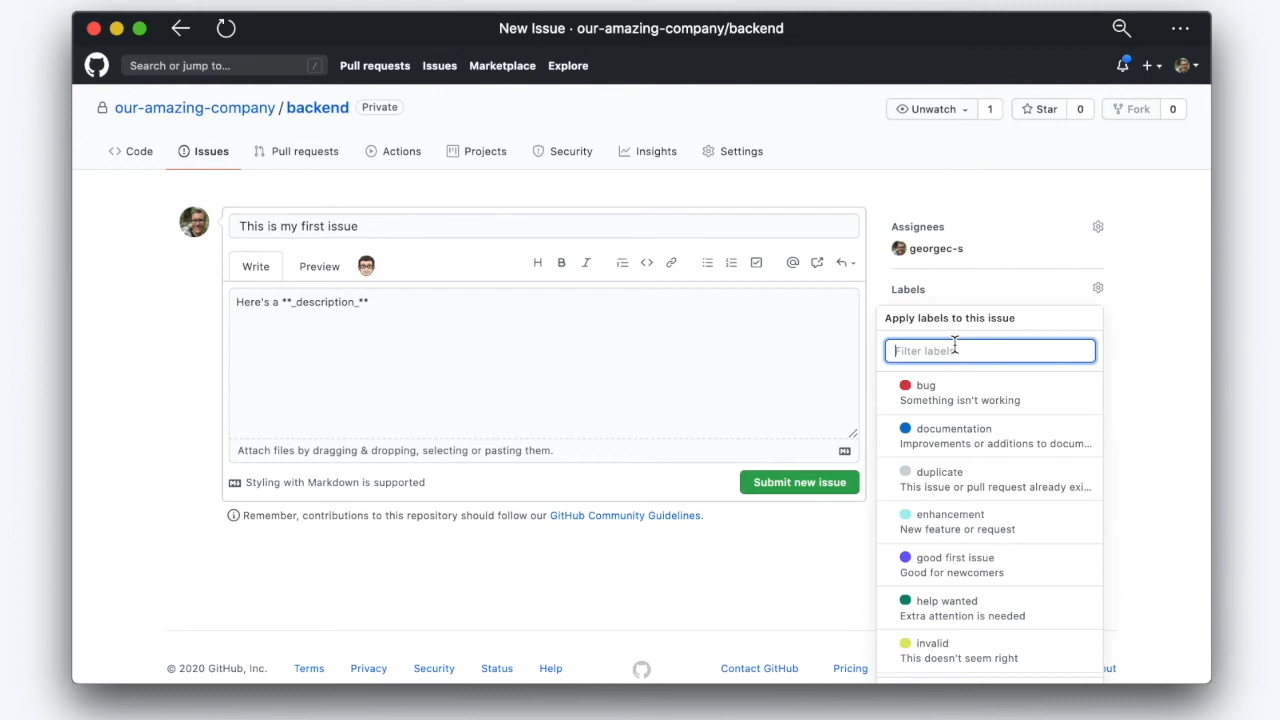 New Issue · our-amazing-company/backend
Search or jump to... /
Pull requests Issues Marketplace Explore
our-amazing-company / backend Private
Unwatch 1 Star 0 Fork 0
Code Issues Pull requests Actions Projects Security Insights Settings
This is my first issue
Write Preview
Here's a **_description_**
Attach files by dragging & dropping, selecting or pasting them.
Styling with Markdown is supported
Submit new issue
Remember, contributions to this repository should follow our GitHub Community Guidelines.
Assignees
georgec-s
Labels
Apply labels to this issue
Filter labels
bug
Something isn't working
documentation
Improvements or additions to docum...
duplicate
This issue or pull request already exi...
enhancement
New feature or request
good first issue
Good for newcomers
help wanted
Extra attention is needed
invalid
This doesn't seem right
© 2020 GitHub, Inc. Terms Privacy Security Status Help Contact GitHub Pricing